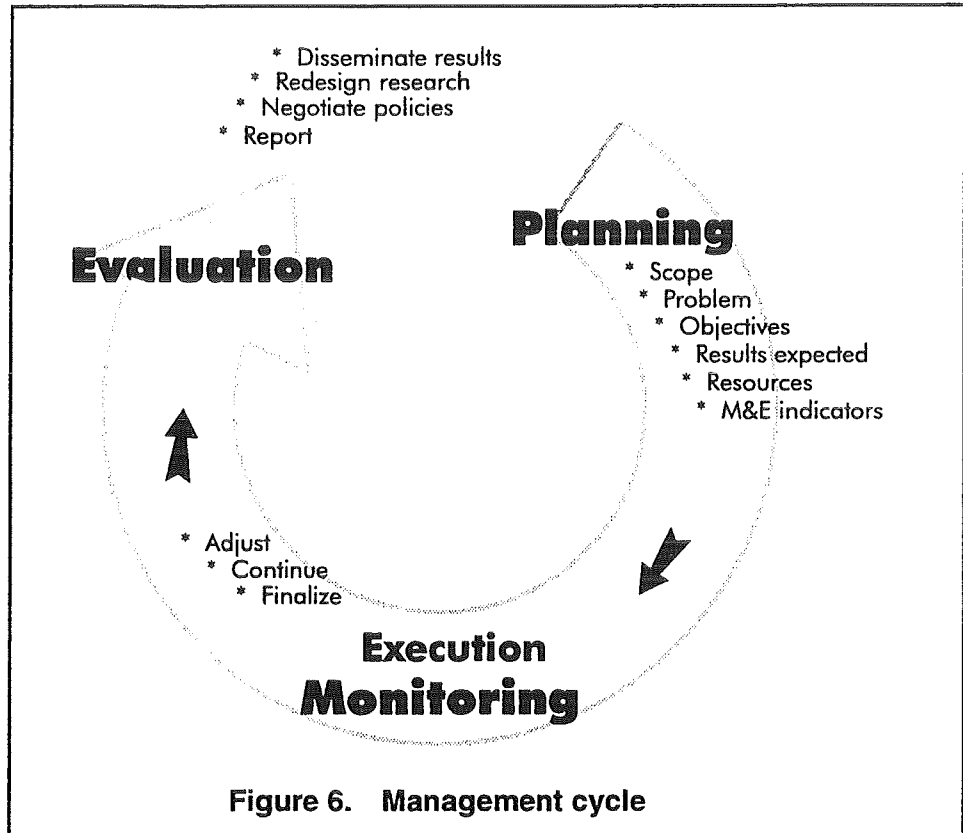 * Disseminate results
* Redesign research
* Negotiate policies
* Report
Evaluation
Planning
* Scope
* Problem
* Objectives
* Results expected
* Resources
* M&E indicators
* Adjust
* Continue
* Finalize
Execution
Monitoring
Figure 6. Management cycle